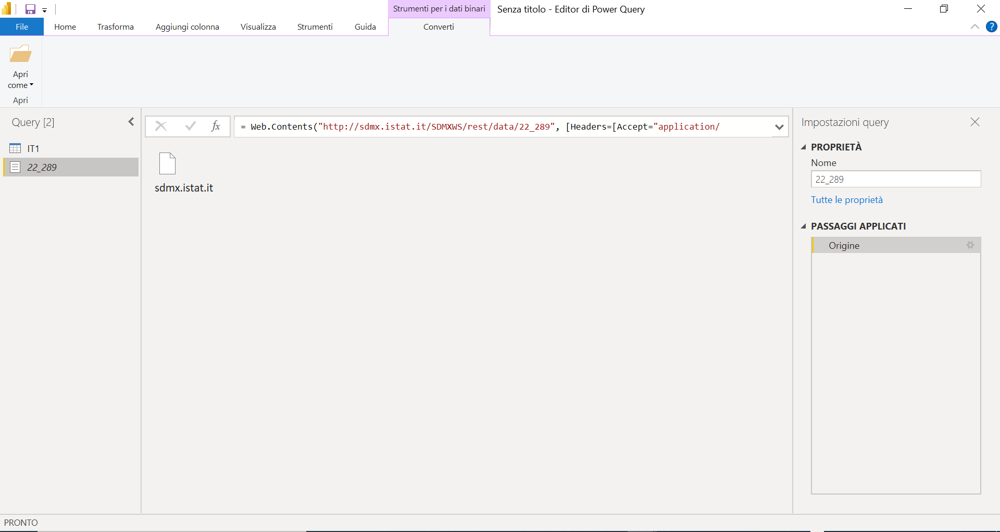 Strumenti per i dati binari
Senza titolo - Editor di Power Query
File
Home
Trasforma
Aggiungi colonna
Visualizza
Strumenti
Guida
Converti
?
Apri
come
Apri
Query [2]
IT1
22_289
fx
= Web.Contents("http://sdmx.istat.it/SDMXWS/rest/data/22_289", [Headers=[Accept="application/
sdmx.istat.it
Impostazioni query
PROPRIETÀ
Nome
22_289
Tutte le proprietà
PASSAGGI APPLICATI
Origine
PRONTO